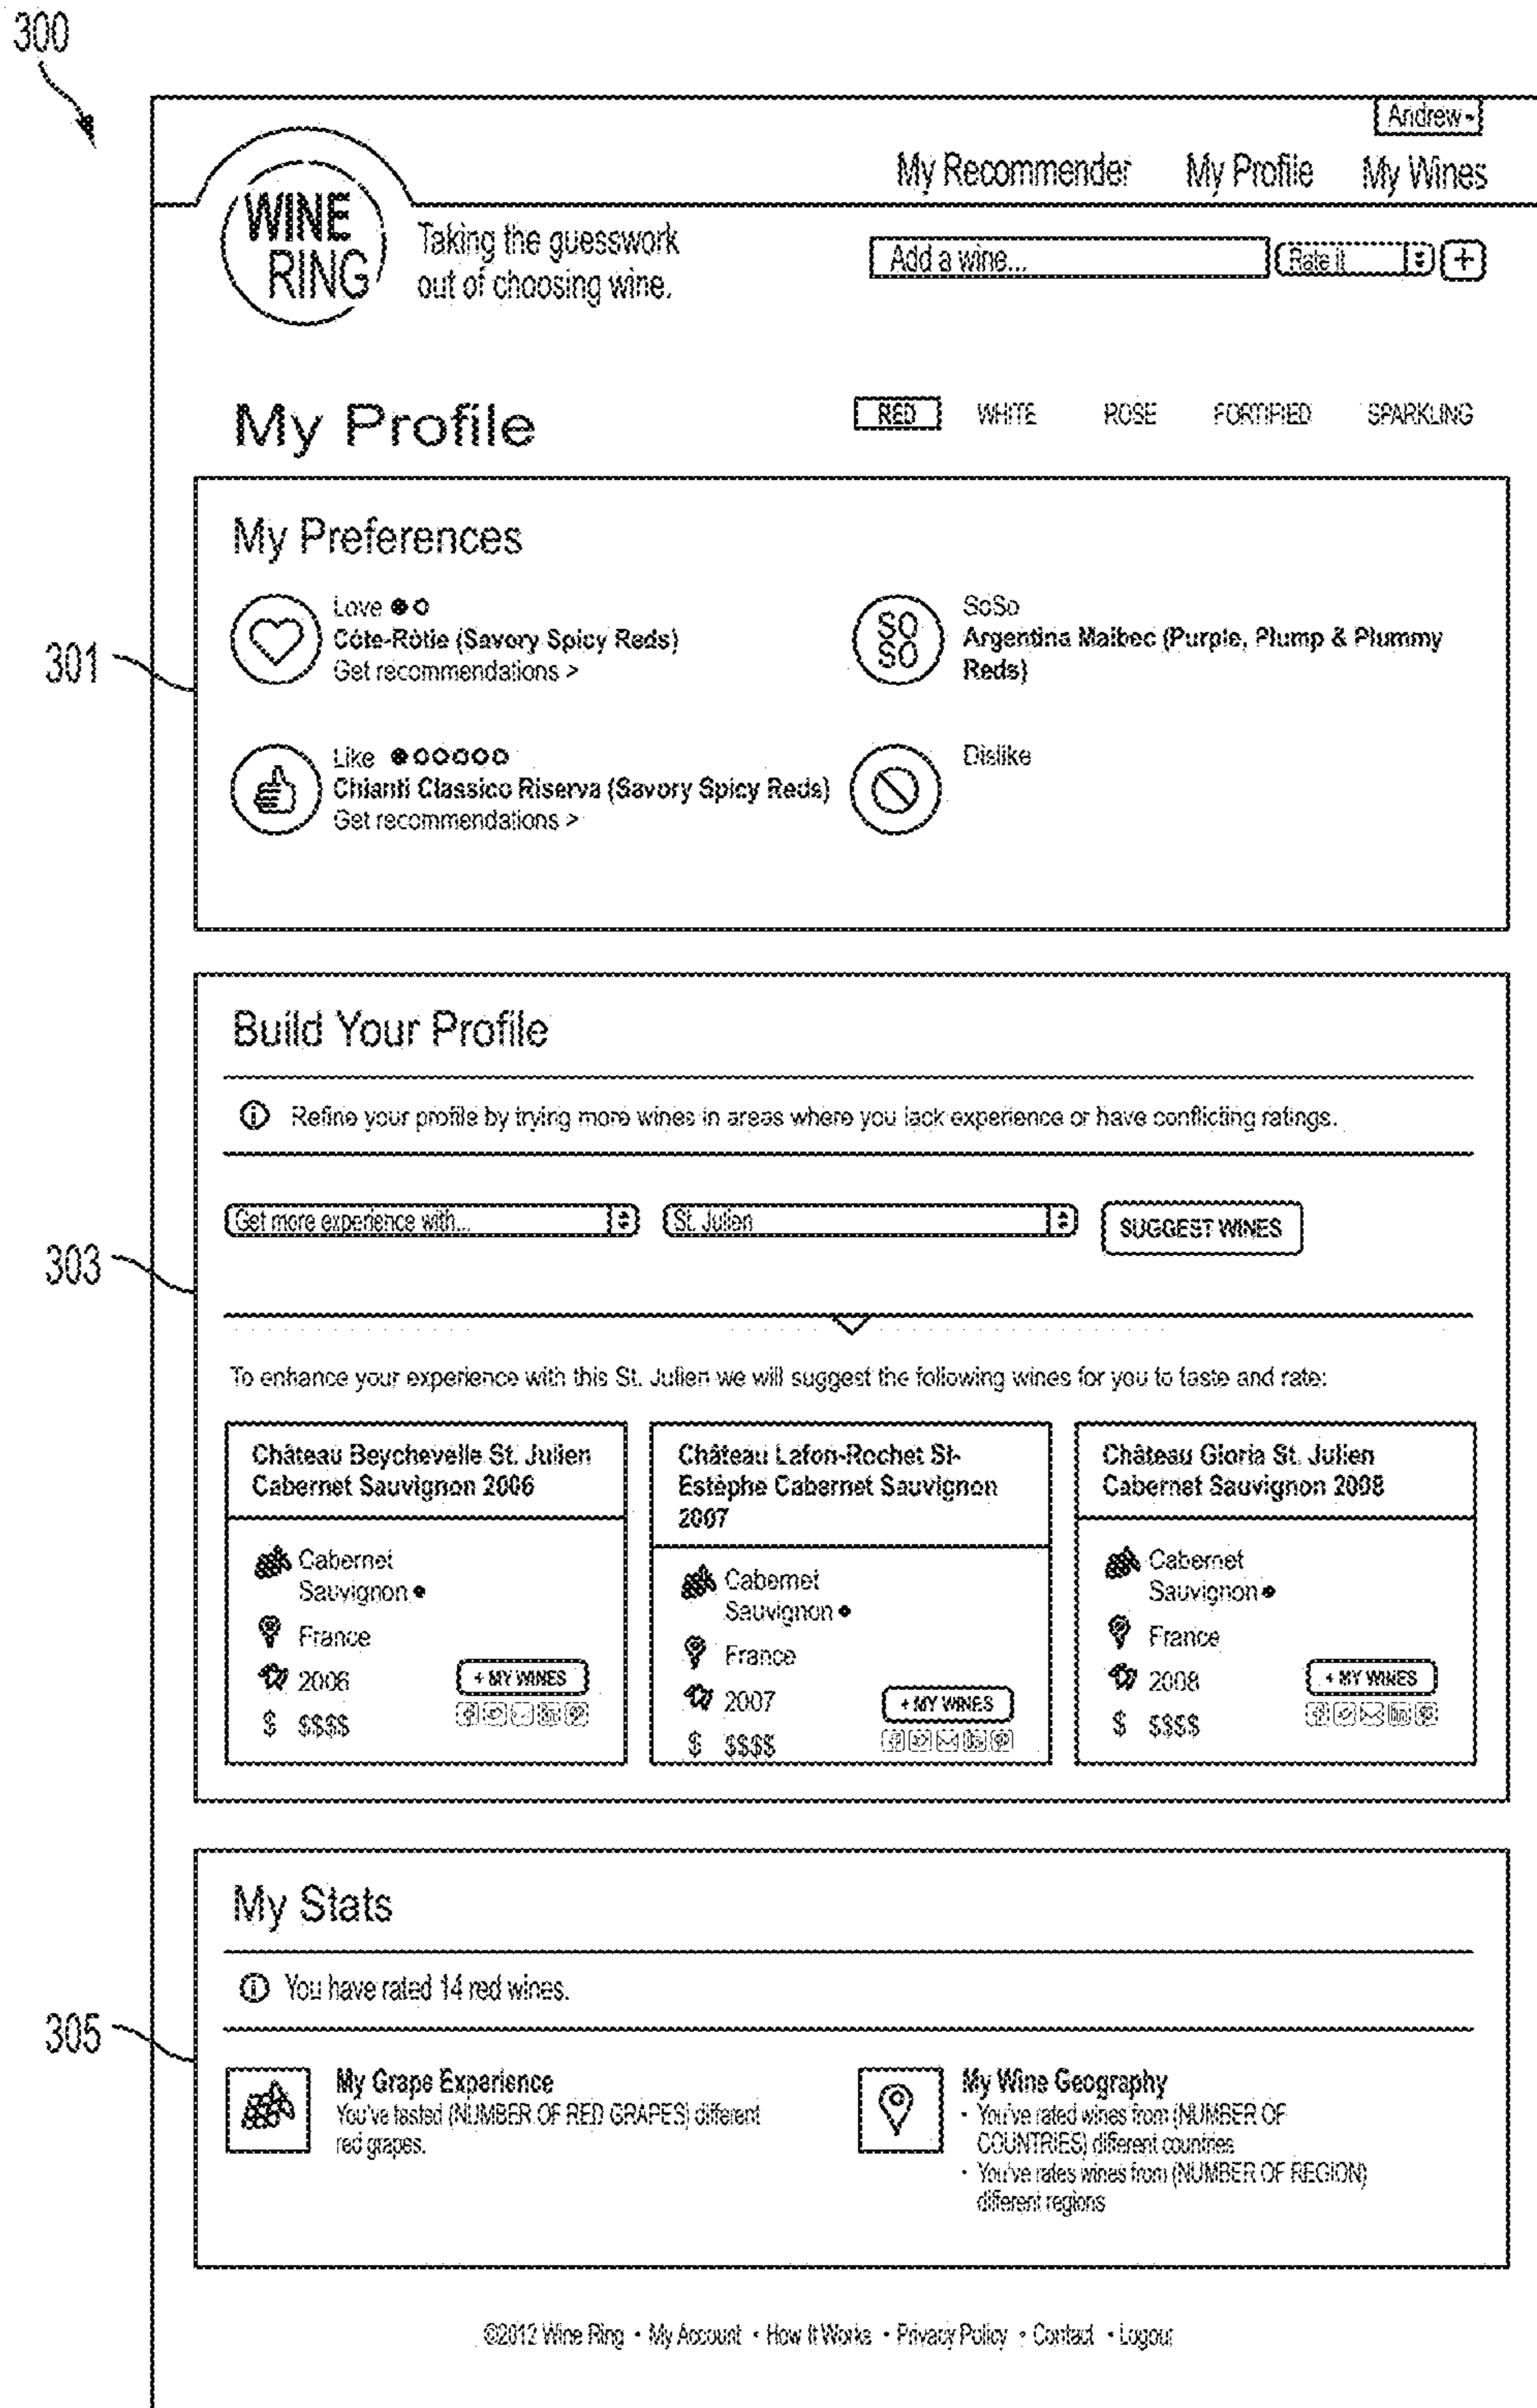 300
Andrew
My Recommender My Profile My Wines
WINE
RING
Taking the guesswork
out of choosing wine.
Add a wine... Rate it +
My Profile
RED WHITE ROSE FORTIFIED SPARKLING
301
My Preferences
Love
Côte-Rôtie (Savory Spicy Reds)
Get recommendations >
SO
SO
SoSo
Argentina Malbec (Purple, Plump & Plummy
Reds)
Like
Chianti Classico Riserva (Savory Spicy Reds)
Get recommendations >
Dislike
303
Build Your Profile
Refine your profile by trying more wines in areas where you lack experience or have conflicting ratings.
Get more experience with... St. Julien SUGGEST WINES
To enhance your experience with this St. Julien we will suggest the following wines for you to taste and rate:
Château Beychevelle St. Julien
Cabernet Sauvignon 2006
Cabernet
Sauvignon
France
2006
+ MY WINES
$ $$$$
Château Lafon-Rochet St-
Estèphe Cabernet Sauvignon
2007
Cabernet
Sauvignon
France
2007
+ MY WINES
$ $$$$
Château Gloria St. Julien
Cabernet Sauvignon 2008
Cabernet
Sauvignon
France
2008
+ MY WINES
$ $$$$
305
My Stats
You have rated 14 red wines.
My Grape Experience
You've tasted (NUMBER OF RED GRAPES) different
red grapes.
My Wine Geography
• You've rated wines from (NUMBER OF
COUNTRIES) different countries
• You've rates wines from (NUMBER OF REGION)
different regions
©2012 Wine Ring • My Account • How It Works • Privacy Policy • Contact • Logout